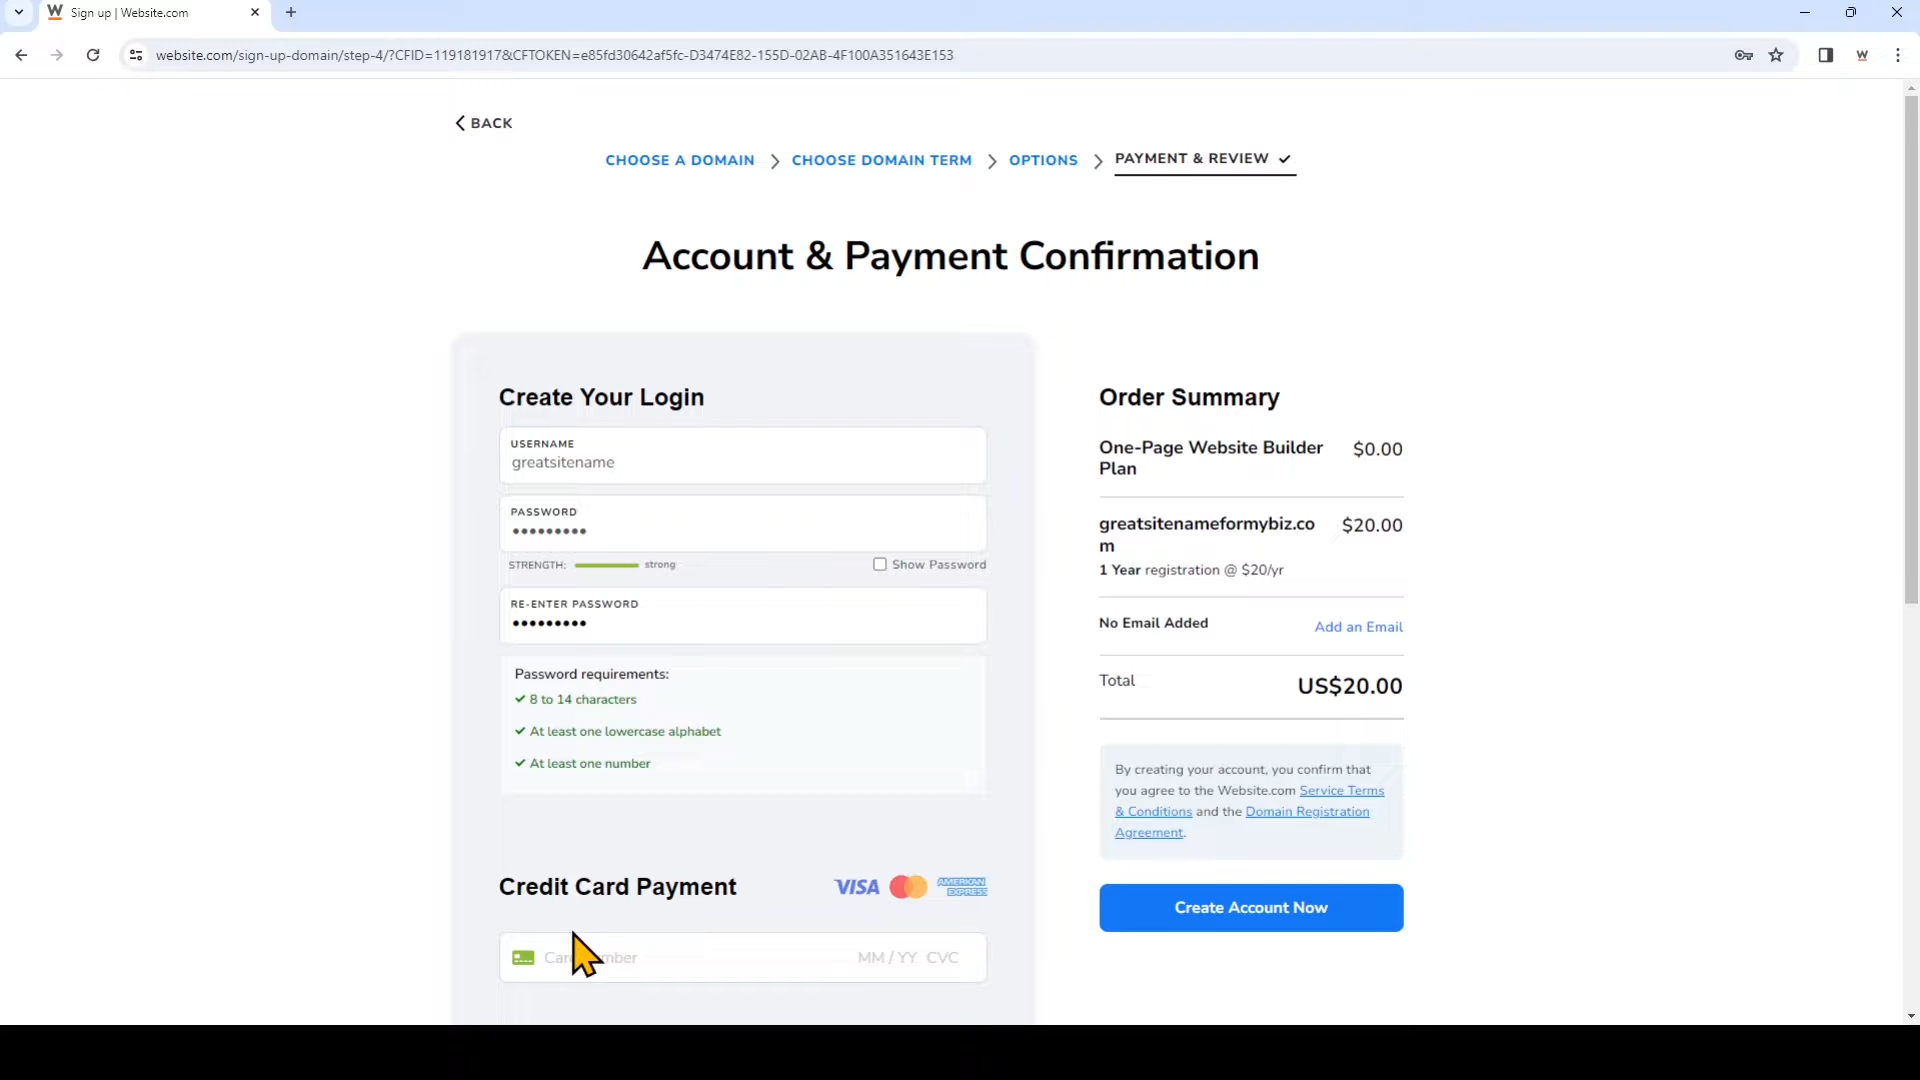 Sign up | Website.com
website.com/sign-up-domain/step-4/?CFID=119181917&CFTOKEN=e85fd30642af5fc-D3474E82-155D-02AB-4F100A351643E153
BACK
CHOOSE A DOMAIN
CHOOSE DOMAIN TERM
OPTIONS
PAYMENT & REVIEW
Account & Payment Confirmation
Create Your Login
USERNAME
greatsitename
PASSWORD
•••••••••
STRENGTH:
strong
Show Password
RE-ENTER PASSWORD
•••••••••
Password requirements:
8 to 14 characters
At least one lowercase alphabet
At least one number
Credit Card Payment
VISA
AMERICAN
EXPRESS
MM / YY CVC
Order Summary
One-Page Website Builder
Plan
$0.00
greatsitenameformybiz.co
m
$20.00
1 Year registration @ $20/yr
No Email Added
Add an Email
Total
US$20.00
By creating your account, you confirm that
you agree to the Website.com Service Terms
& Conditions and the Domain Registration
Agreement.
Create Account Now